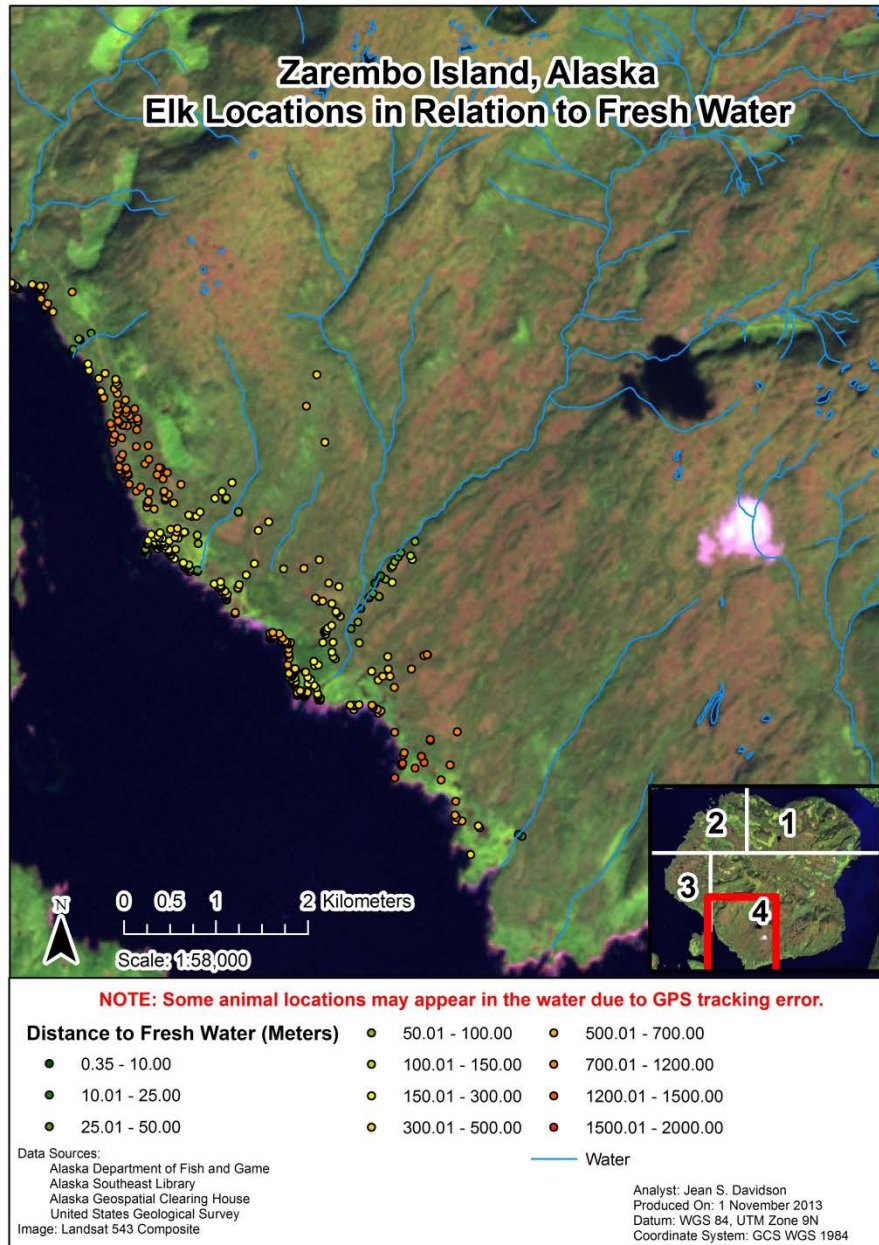 Zarembo Island, Alaska
Elk Locations in Relation to Fresh Water
2
1
3
4
N
0 0.5 1 2 Kilometers
Scale: 1:58,000
NOTE: Some animal locations may appear in the water due to GPS tracking error.
Distance to Fresh Water (Meters)
0.35 - 10.00
10.01 - 25.00
25.01 - 50.00
50.01 - 100.00
100.01 - 150.00
150.01 - 300.00
300.01 - 500.00
500.01 - 700.00
700.01 - 1200.00
1200.01 - 1500.00
1500.01 - 2000.00
Water
Data Sources:
Alaska Department of Fish and Game
Alaska Southeast Library
Alaska Geospatial Clearing House
United States Geological Survey
Image: Landsat 543 Composite
Analyst: Jean S. Davidson
Produced On: 1 November 2013
Datum: WGS 84, UTM Zone 9N
Coordinate System: GCS WGS 1984